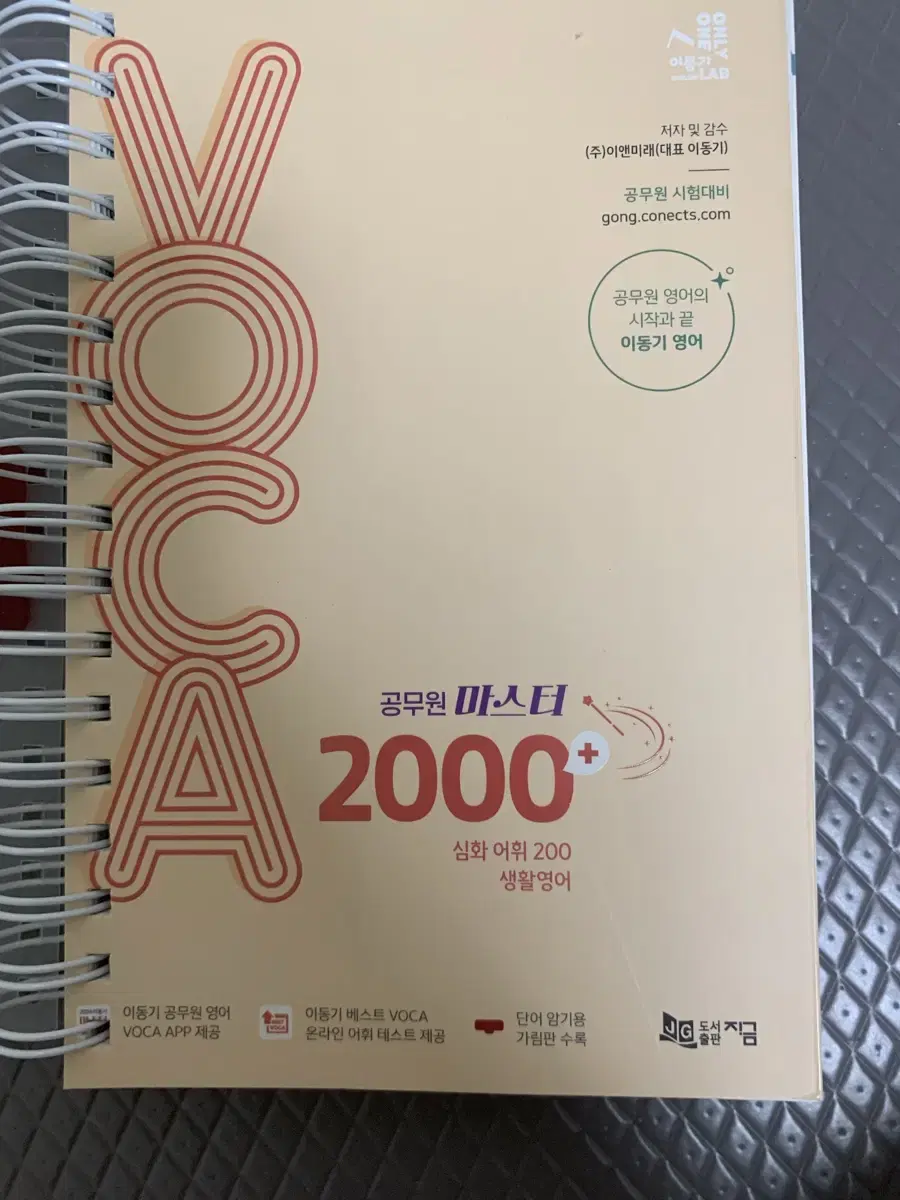 ONLY
ONE
이동기
LAB
저자 및 감수
(주)이앤미래(대표 이동기)
공무원 시험대비
gong.conects.com
공무원 영어의
시작과 끝
이동기 영어
VOCA
공무원 마스터
2000+
심화 어휘 200
생활영어
이동기 공무원 영어
VOCA APP 제공
이동기 베스트 VOCA
온라인 어휘 테스트 제공
단어 암기용
가림판 수록
JG 도서출판 지금